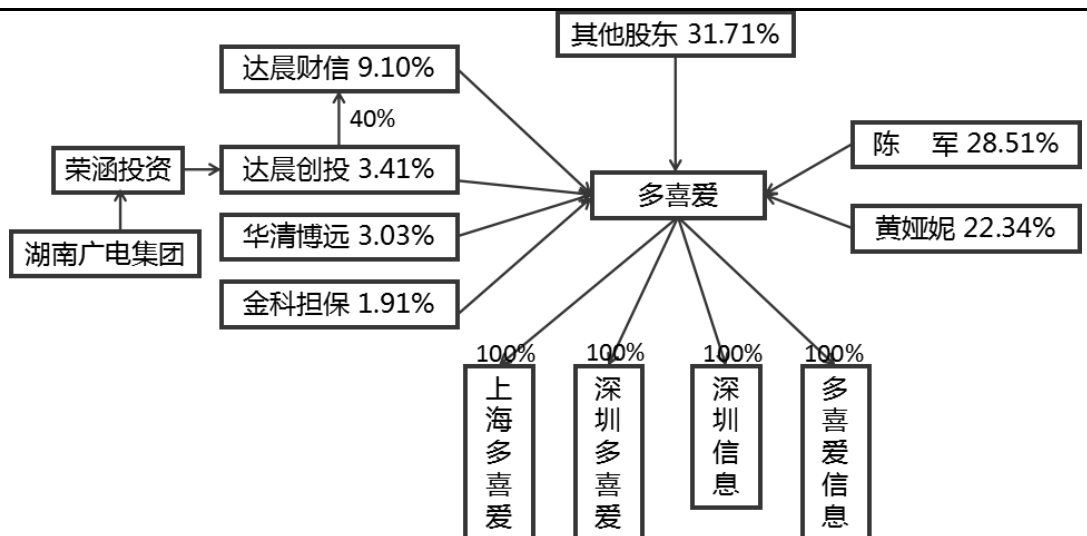 其他股东 31.71%
达晨财信 9.10%
40%
荣涵投资
达晨创投 3.41%
陈 军 28.51%
多喜爱
湖南广电集团
华清博远 3.03%
黄娅妮 22.34%
金科担保 1.91%
100%
100%
100%
100%
上海多喜爱
深圳多喜爱
深圳信息
多喜爱信息